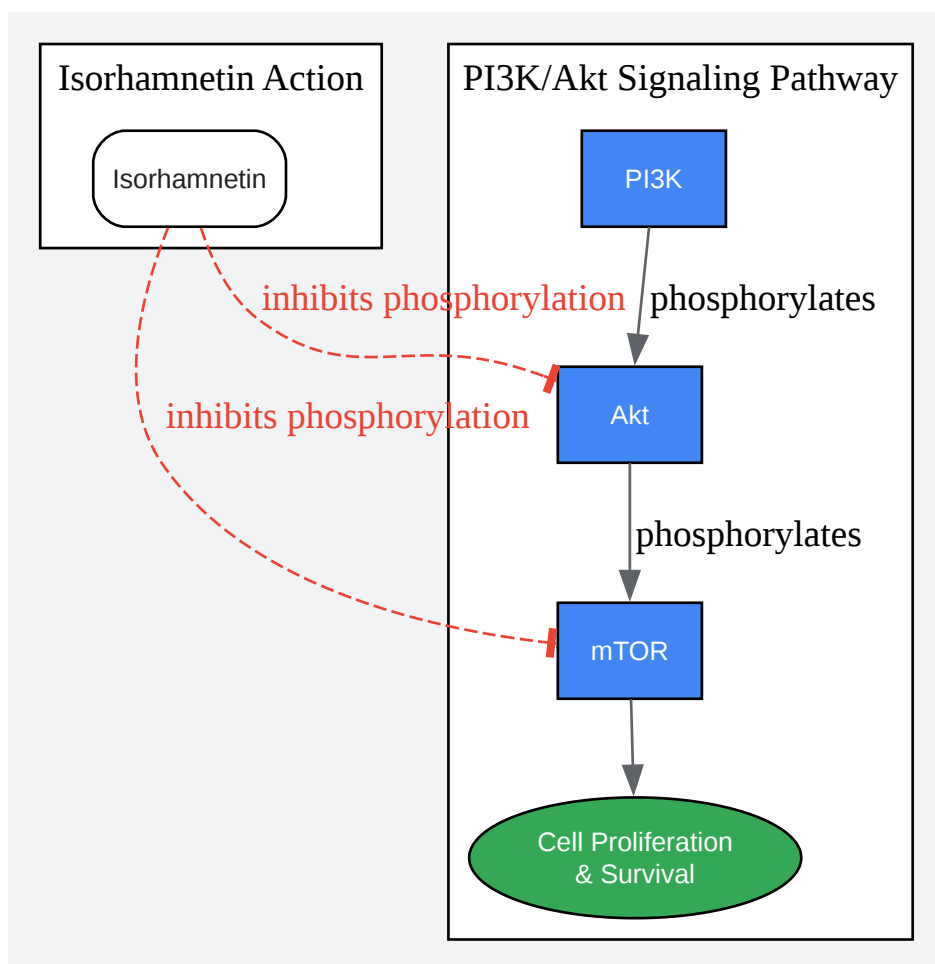 Isorhamnetin Action
Isorhamnetin
PI3K/Akt Signaling Pathway
PI3K
inhibits phosphorylation
phosphorylates
Akt
inhibits phosphorylation
phosphorylates
mTOR
Cell Proliferation
& Survival